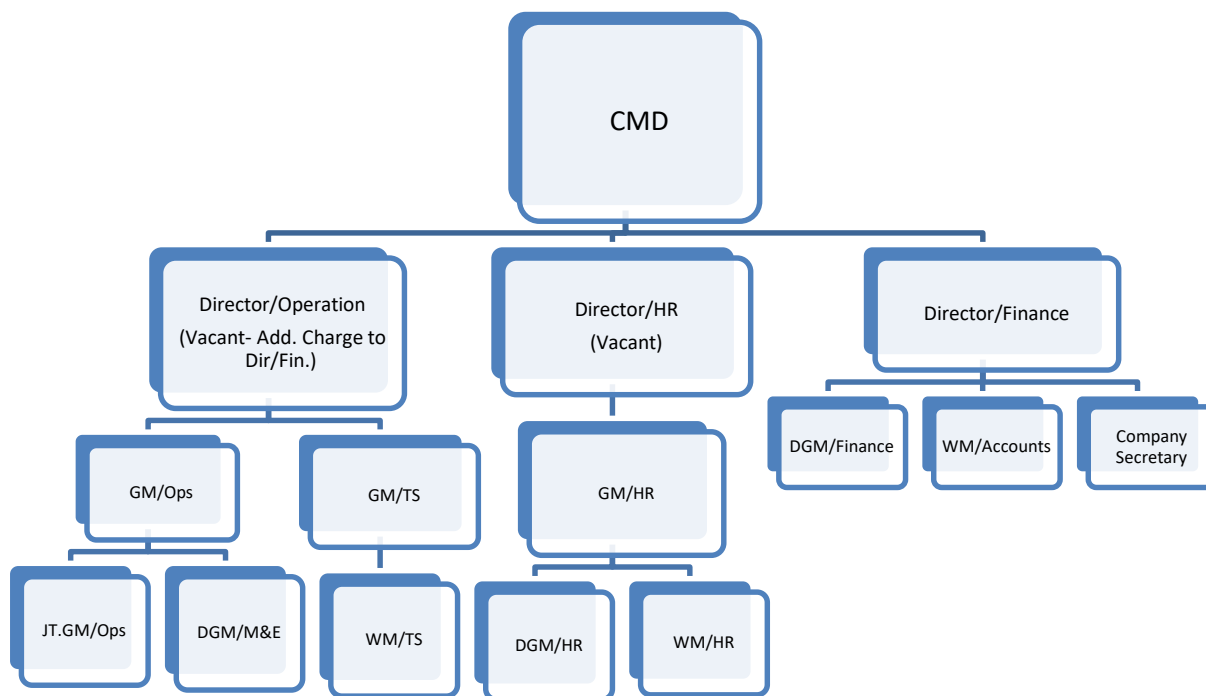 CMD
Director/Operation
(Vacant- Add. Charge to
Dir/Fin.)
Director/HR
(Vacant)
Director/Finance
GM/Ops
GM/TS
GM/HR
DGM/Finance
WM/Accounts
Company
Secretary
JT.GM/Ops
DGM/M&E
WM/TS
DGM/HR
WM/HR